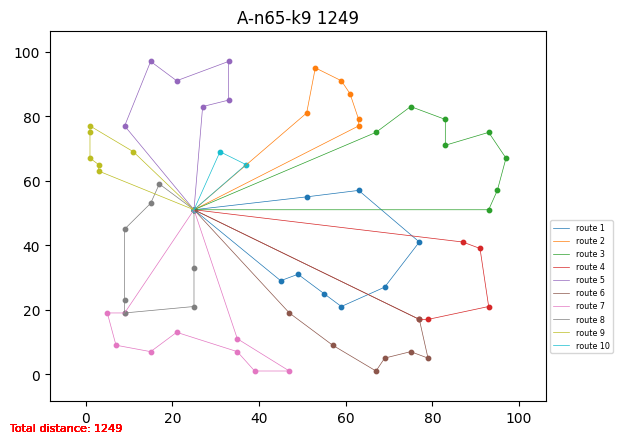 A-n65-k9 1249
100
80
60
40
20
0
0 20 40 60 80 100
route 1
route 2
route 3
route 4
route 5
route 6
route 7
route 8
route 9
route 10
Total distance: 1249